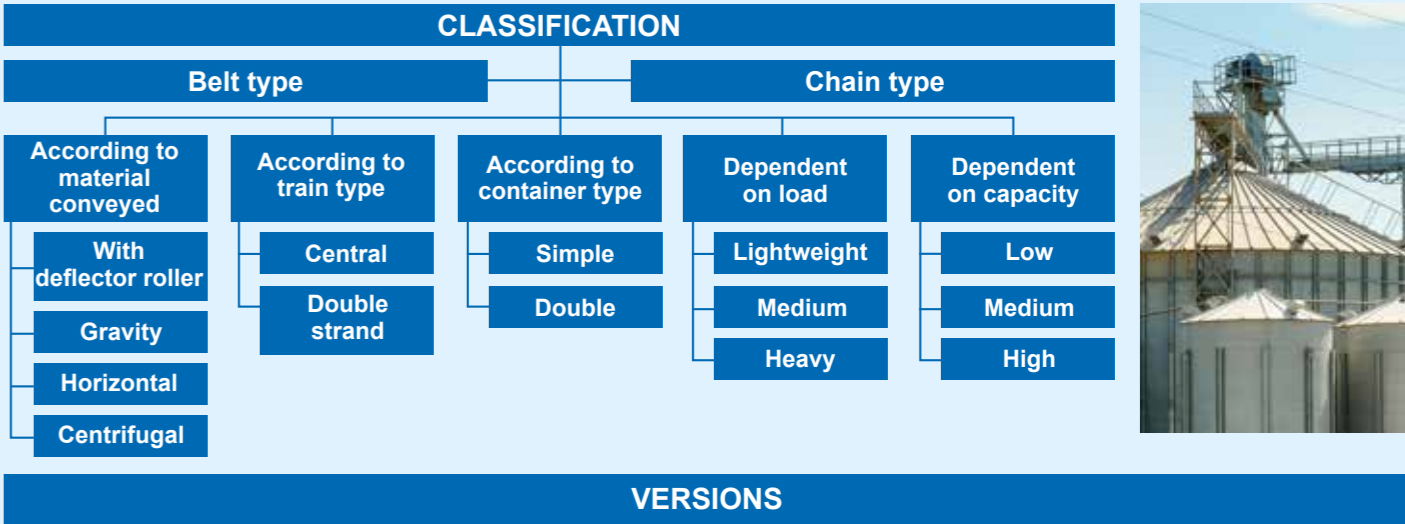 CLASSIFICATION
Belt type
Chain type
According to
material
conveyed
With
deflector roller
Gravity
Horizontal
Centrifugal
According to
train type
Central
Double
strand
According to
container type
Simple
Double
Dependent
on load
Lightweight
Medium
Heavy
Dependent
on capacity
Low
Medium
High
VERSIONS